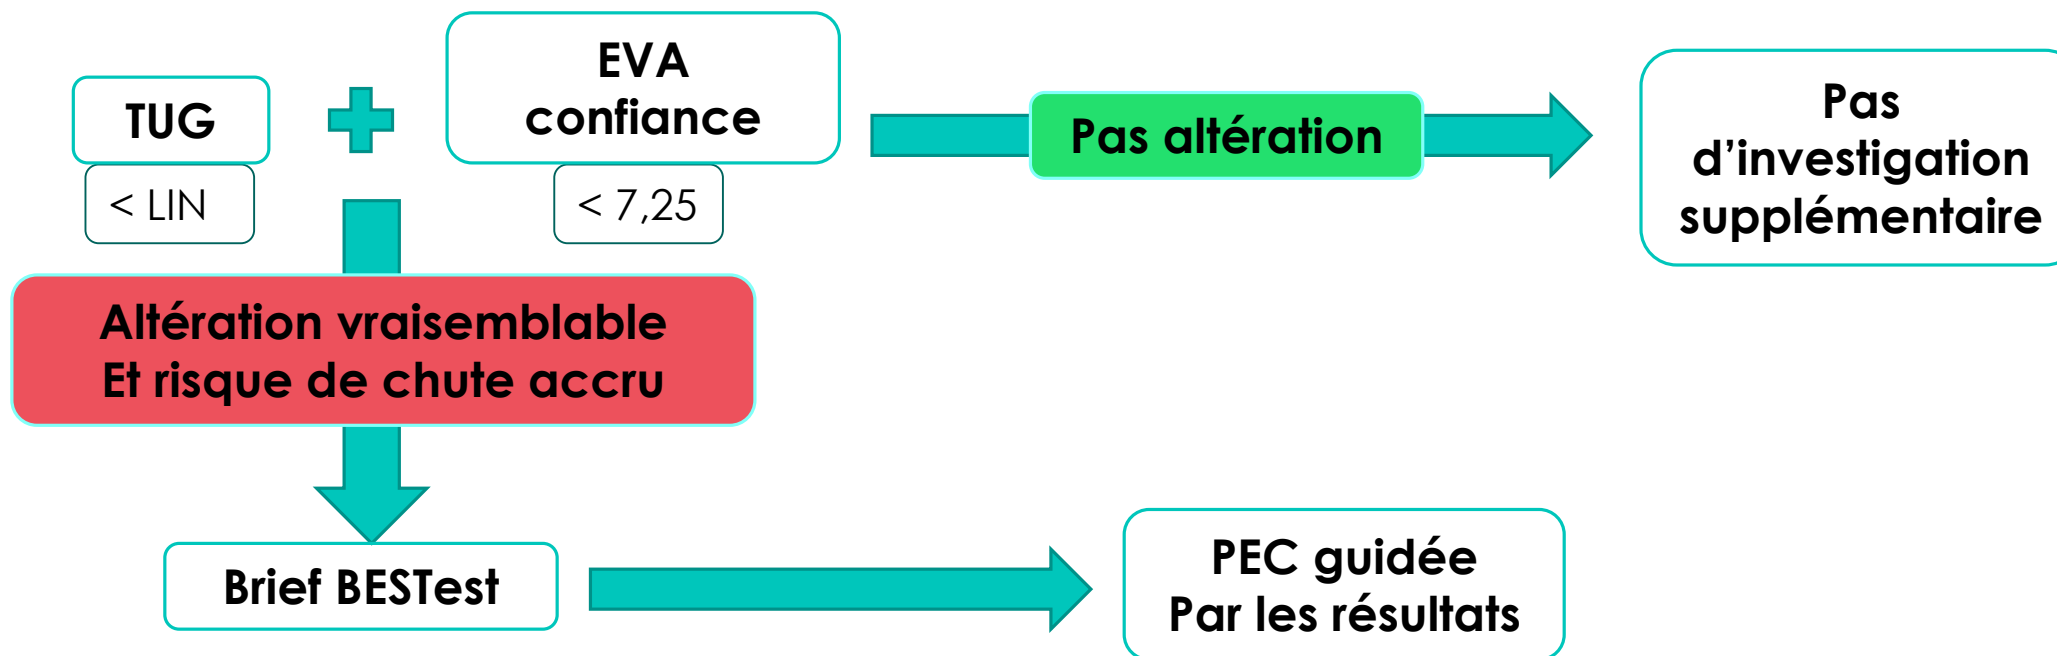 TUG
< LIN
EVA
confiance
< 7,25
Pas altération
Pas
d’investigation
supplémentaire
Altération vraisemblable
Et risque de chute accru
Brief BESTest
PEC guidée
Par les résultats